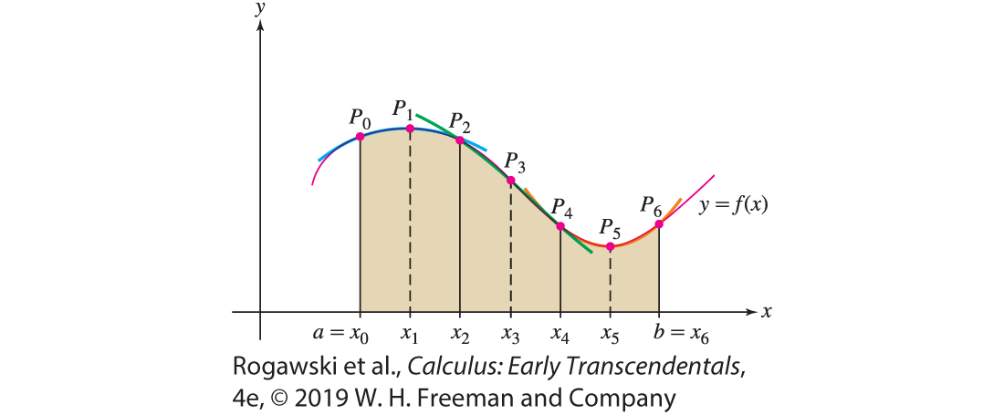 y
P₀ P₁ P₂ P₃ P₄ P₅ P₆ y = f(x)
x
a = x₀ x₁ x₂ x₃ x₄ x₅ b = x₆
Rogawski et al., Calculus: Early Transcendentals,
4e, © 2019 W. H. Freeman and Company